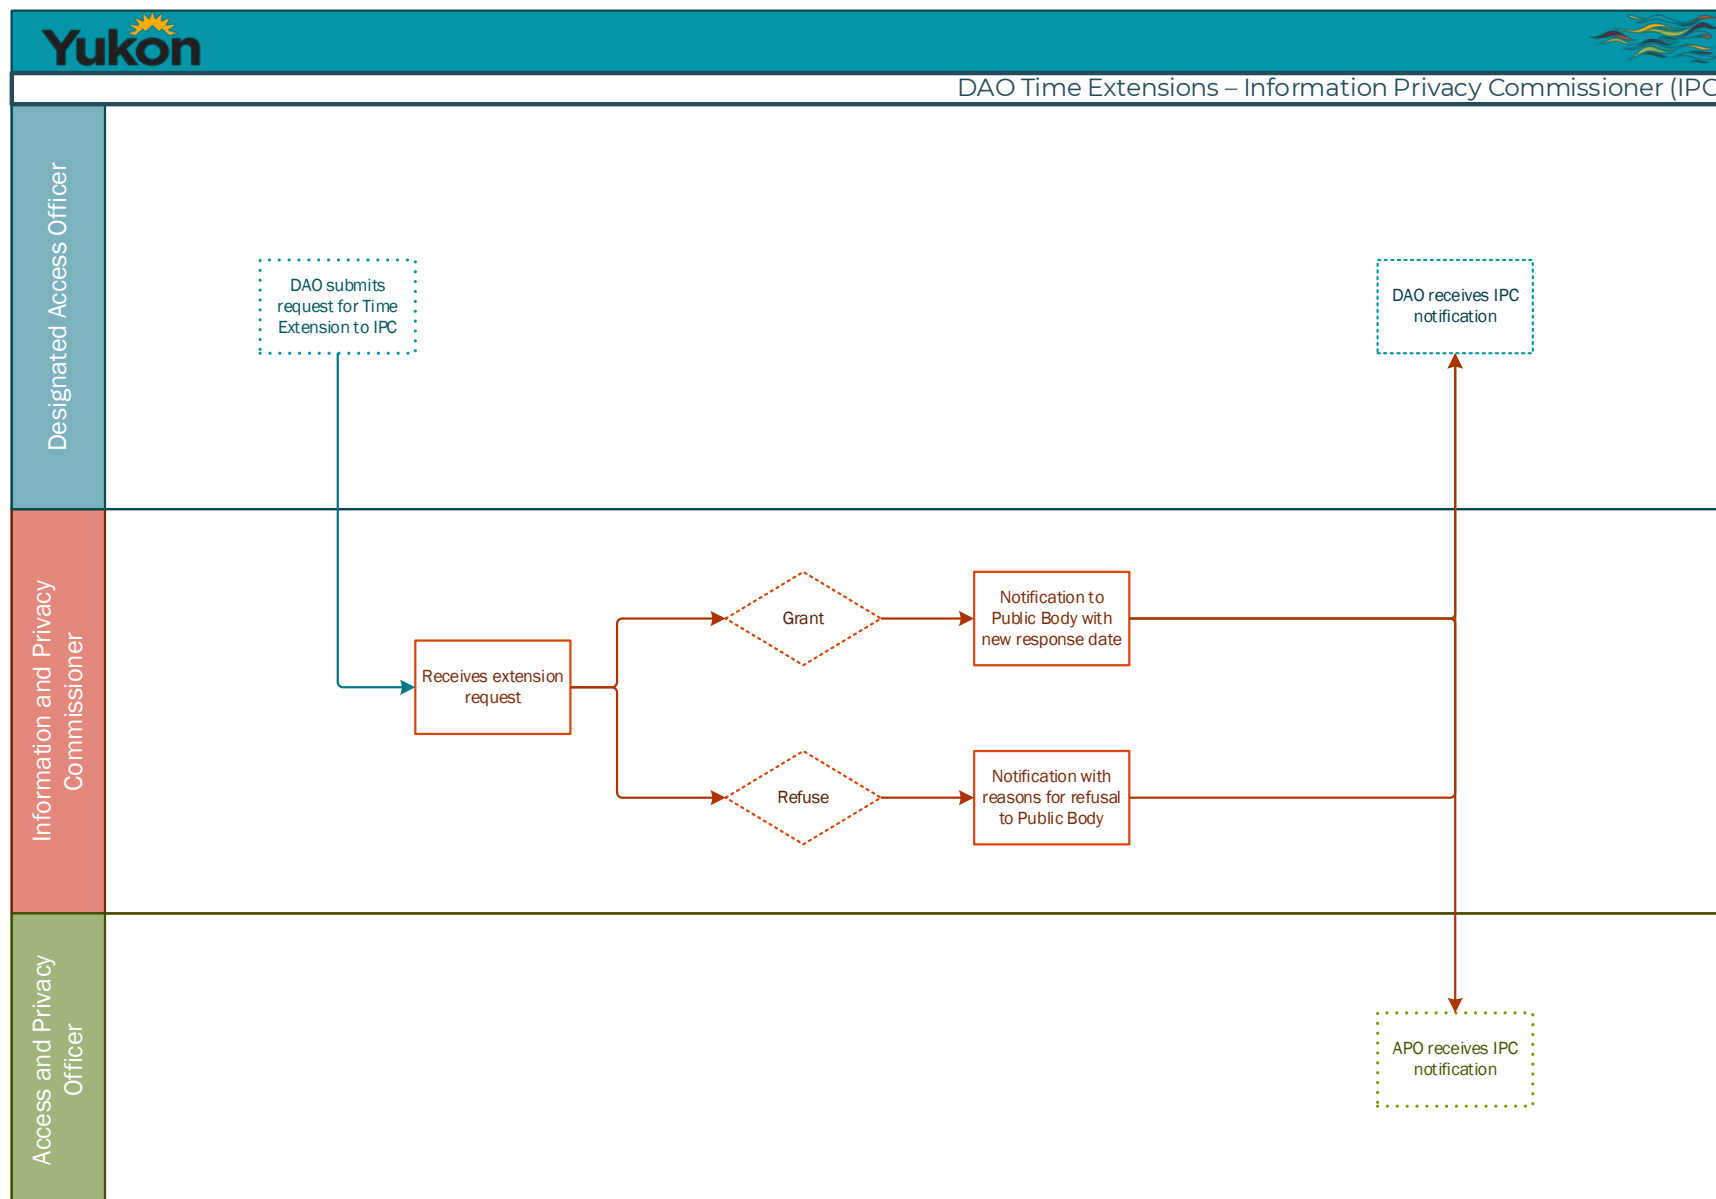 Yukon
DAO Time Extensions – Information Privacy Commissioner (IPC
Designated Access Officer
DAO submits
request for Time
Extension to IPC
DAO receives IPC
notification
Information and Privacy
Commissioner
Receives extension
request
Grant
Notification to
Public Body with
new response date
Refuse
Notification with
reasons for refusal
to Public Body
Access and Privacy
Officer
APO receives IPC
notification